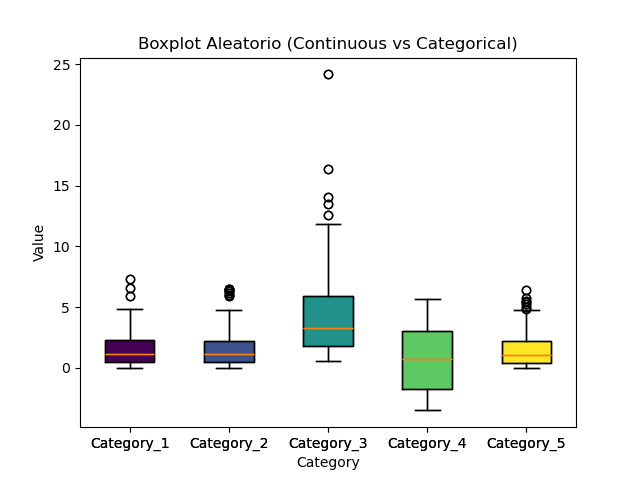 Boxplot Aleatorio (Continuous vs Categorical)
25
20
15
10
5
0
Value
Category_1 Category_2 Category_3 Category_4 Category_5
Category